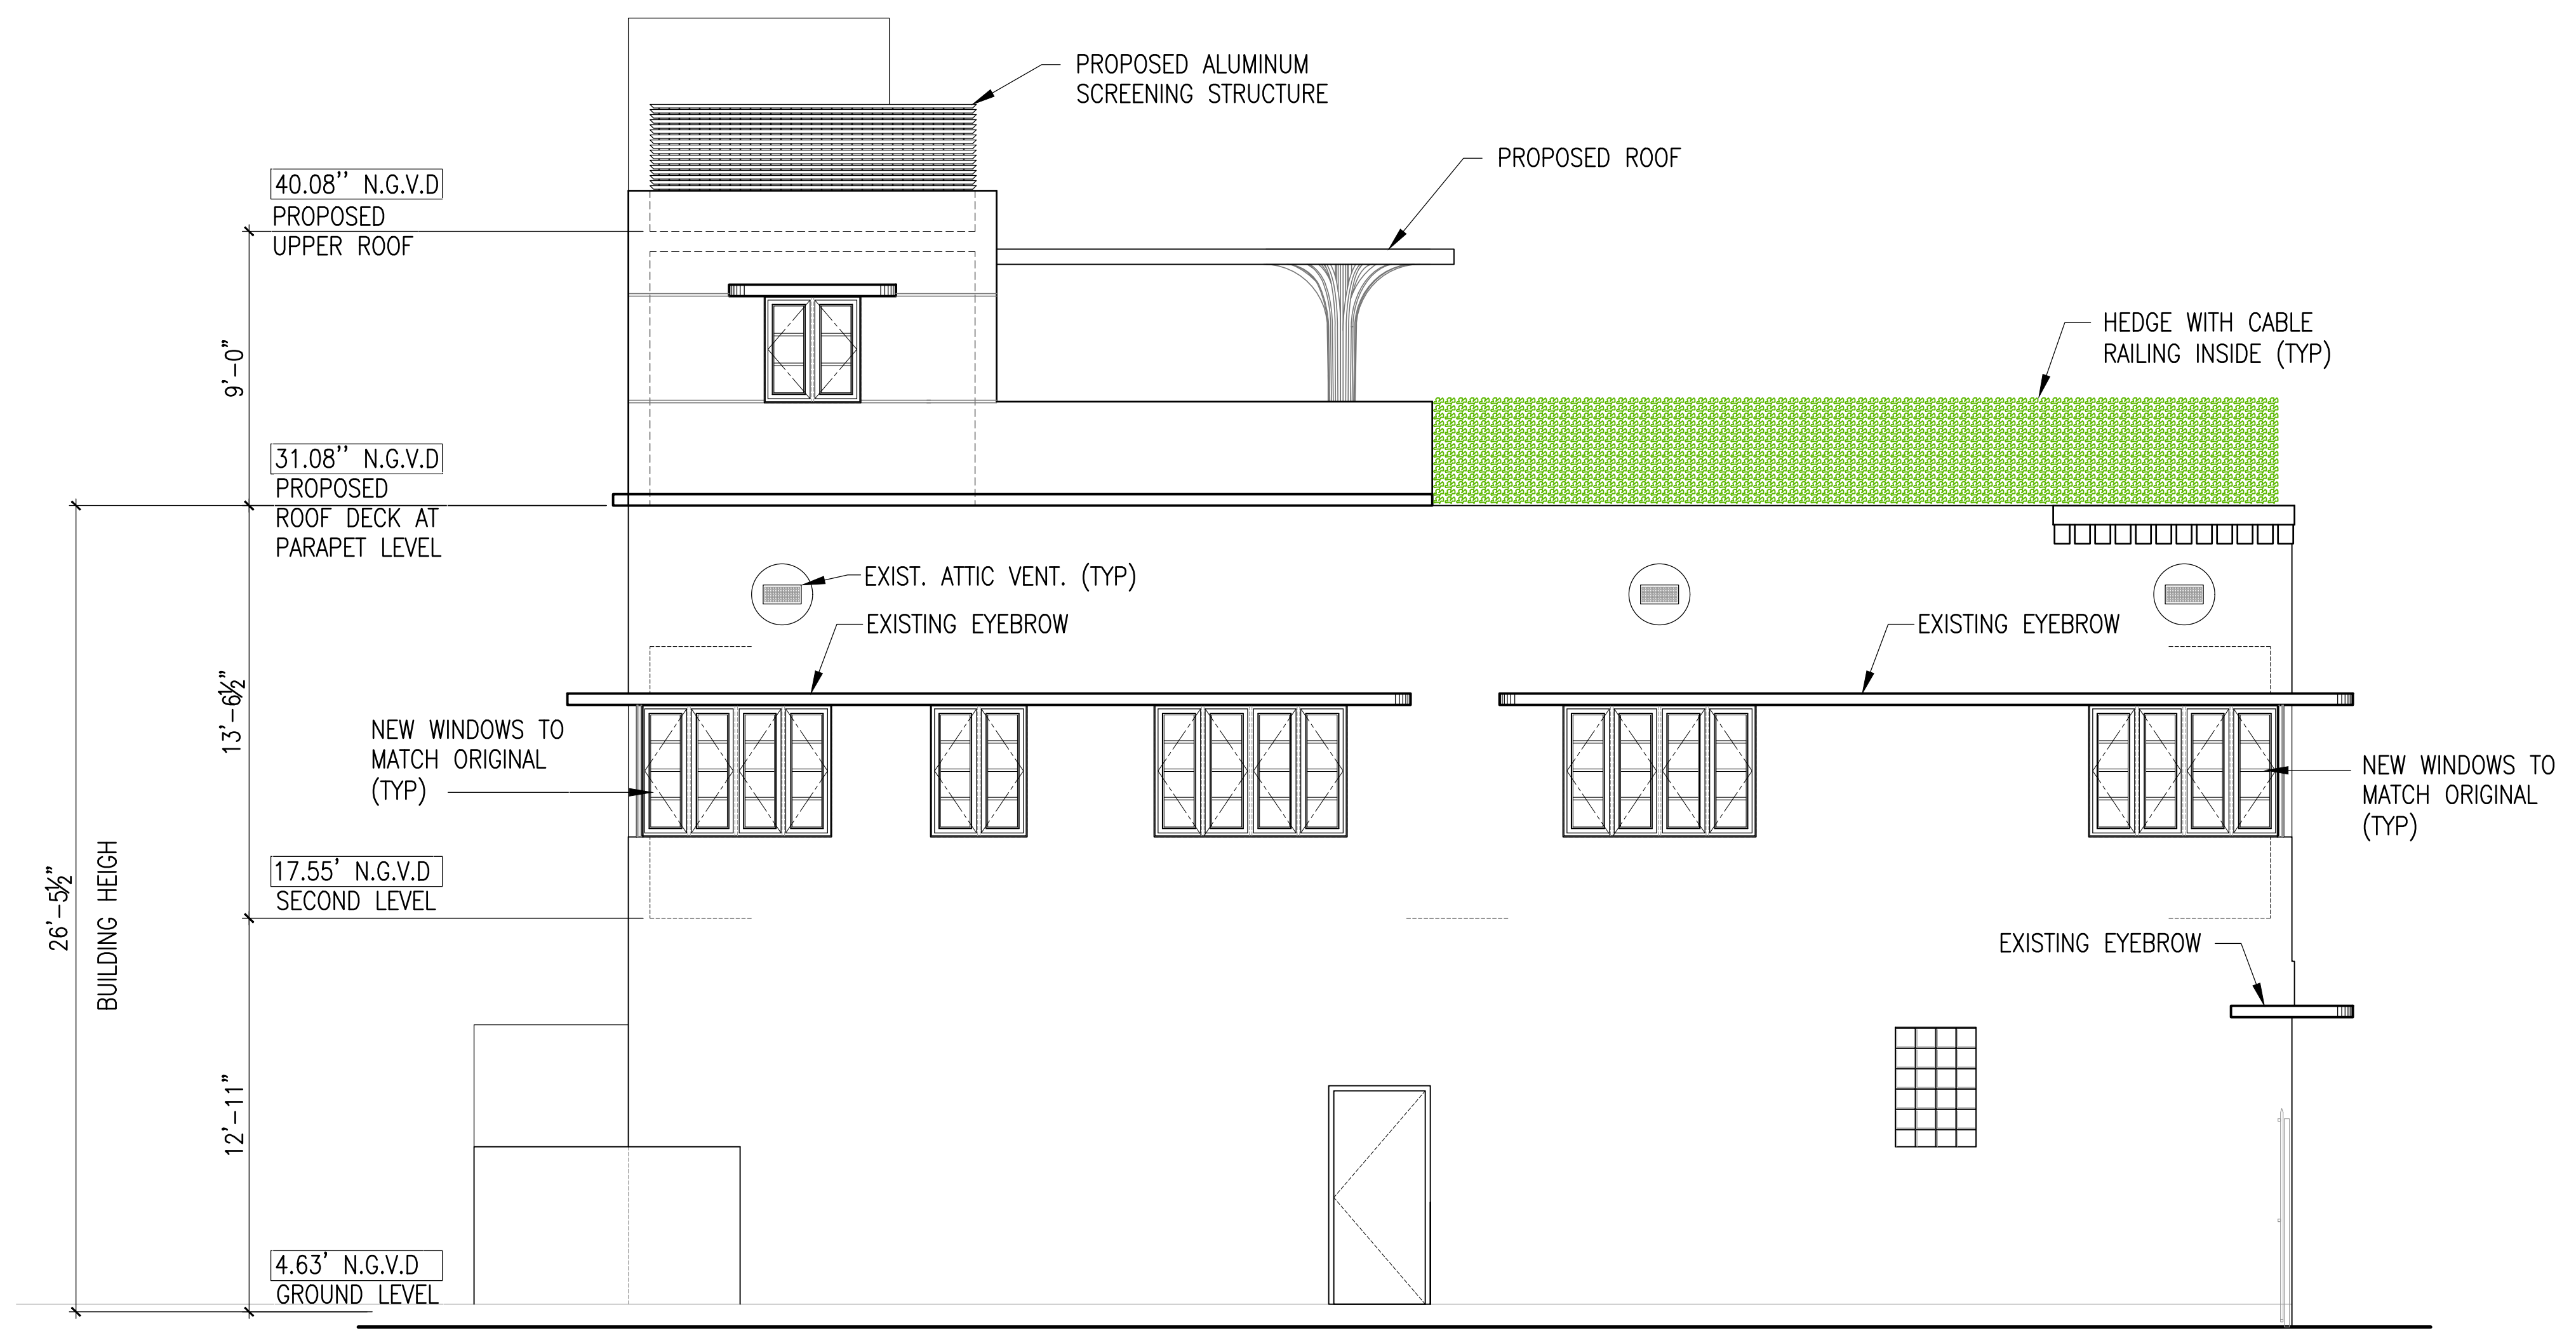 PROPOSED ALUMINUM
SCREENING STRUCTURE
PROPOSED ROOF
40.08'' N.G.V.D
PROPOSED
UPPER ROOF
HEDGE WITH CABLE
RAILING INSIDE (TYP)
9'-0"
31.08'' N.G.V.D
PROPOSED
ROOF DECK AT
PARAPET LEVEL
EXIST. ATTIC VENT. (TYP)
EXISTING EYEBROW
EXISTING EYEBROW
13'-6½"
NEW WINDOWS TO
MATCH ORIGINAL
(TYP)
NEW WINDOWS TO
MATCH ORIGINAL
(TYP)
17.55' N.G.V.D
SECOND LEVEL
26'-5½"
BUILDING HEIGH
EXISTING EYEBROW
12'-11"
4.63' N.G.V.D
GROUND LEVEL